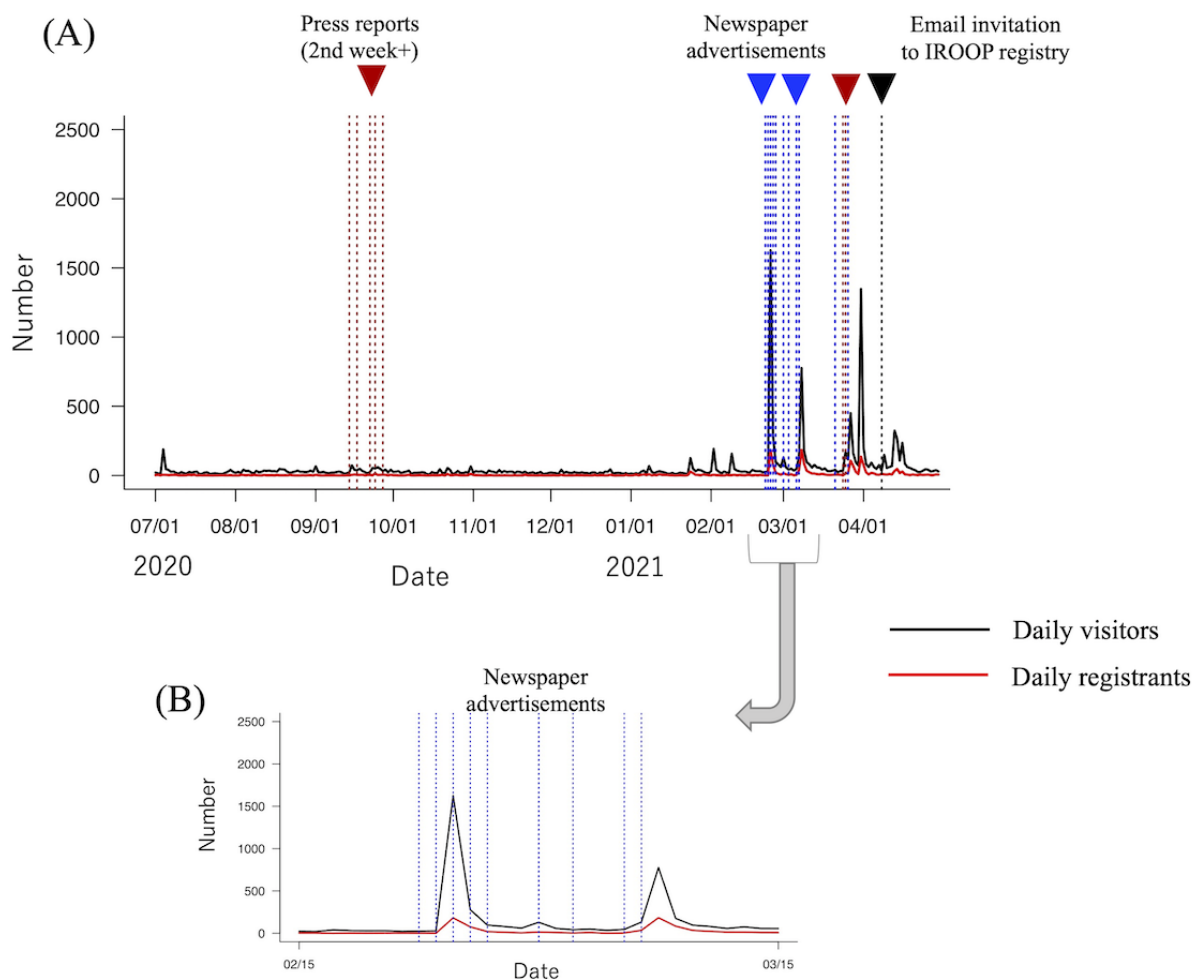 (A)
Press reports
(2nd week+)
Newspaper
advertisements
Email invitation
to IROOP registry
2500
2000
1500
1000
500
0
Number
07/01
08/01
09/01
10/01
11/01
12/01
01/01
02/01
03/01
04/01
2020
2021
Date
Daily visitors
Daily registrants
(B)
Newspaper
advertisements
2500
2000
1500
1000
500
0
Number
02/15
03/15
Date